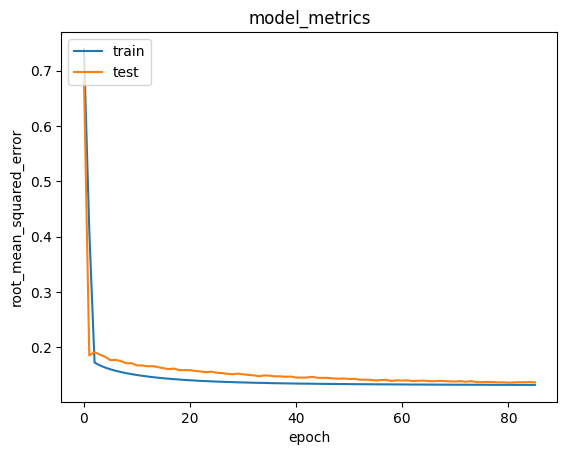 model_metrics
train
test
0.7
0.6
0.5
0.4
0.3
0.2
root_mean_squared_error
0 20 40 60 80
epoch